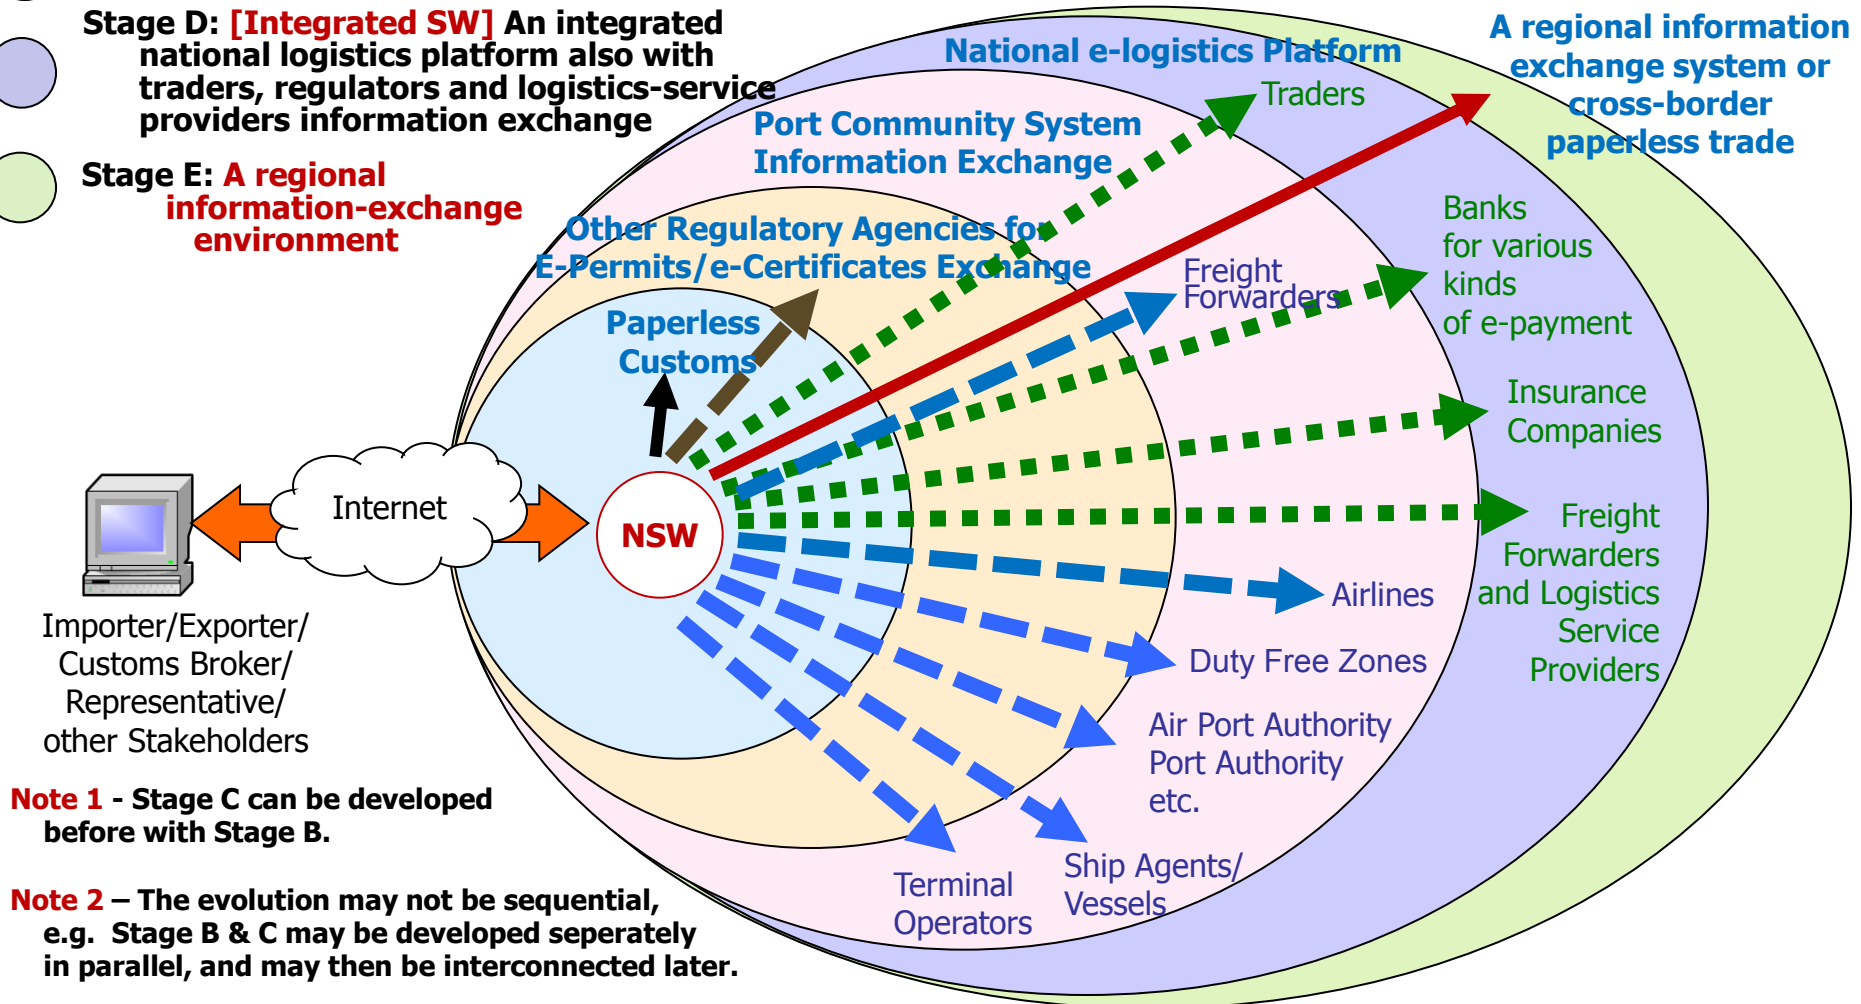 Stage D: [Integrated SW] An integrated
national logistics platform also with
traders, regulators and logistics-service
providers information exchange
Stage E: A regional
information-exchange
environment
National e-logistics Platform
A regional information
exchange system or
cross-border
paperless trade
Traders
Port Community System
Information Exchange
Banks
for various
kinds
of e-payment
Other Regulatory Agencies for
E-Permits/e-Certificates Exchange
Freight
Forwarders
Paperless
Customs
Insurance
Companies
Internet
NSW
Freight
Forwarders
and Logistics
Service
Providers
Airlines
Importer/Exporter/
Customs Broker/
Representative/
other Stakeholders
Duty Free Zones
Air Port Authority
Port Authority
etc.
Ship Agents/
Vessels
Terminal
Operators
Note 1 - Stage C can be developed
before with Stage B.
Note 2 – The evolution may not be sequential,
e.g. Stage B & C may be developed seperately
in parallel, and may then be interconnected later.